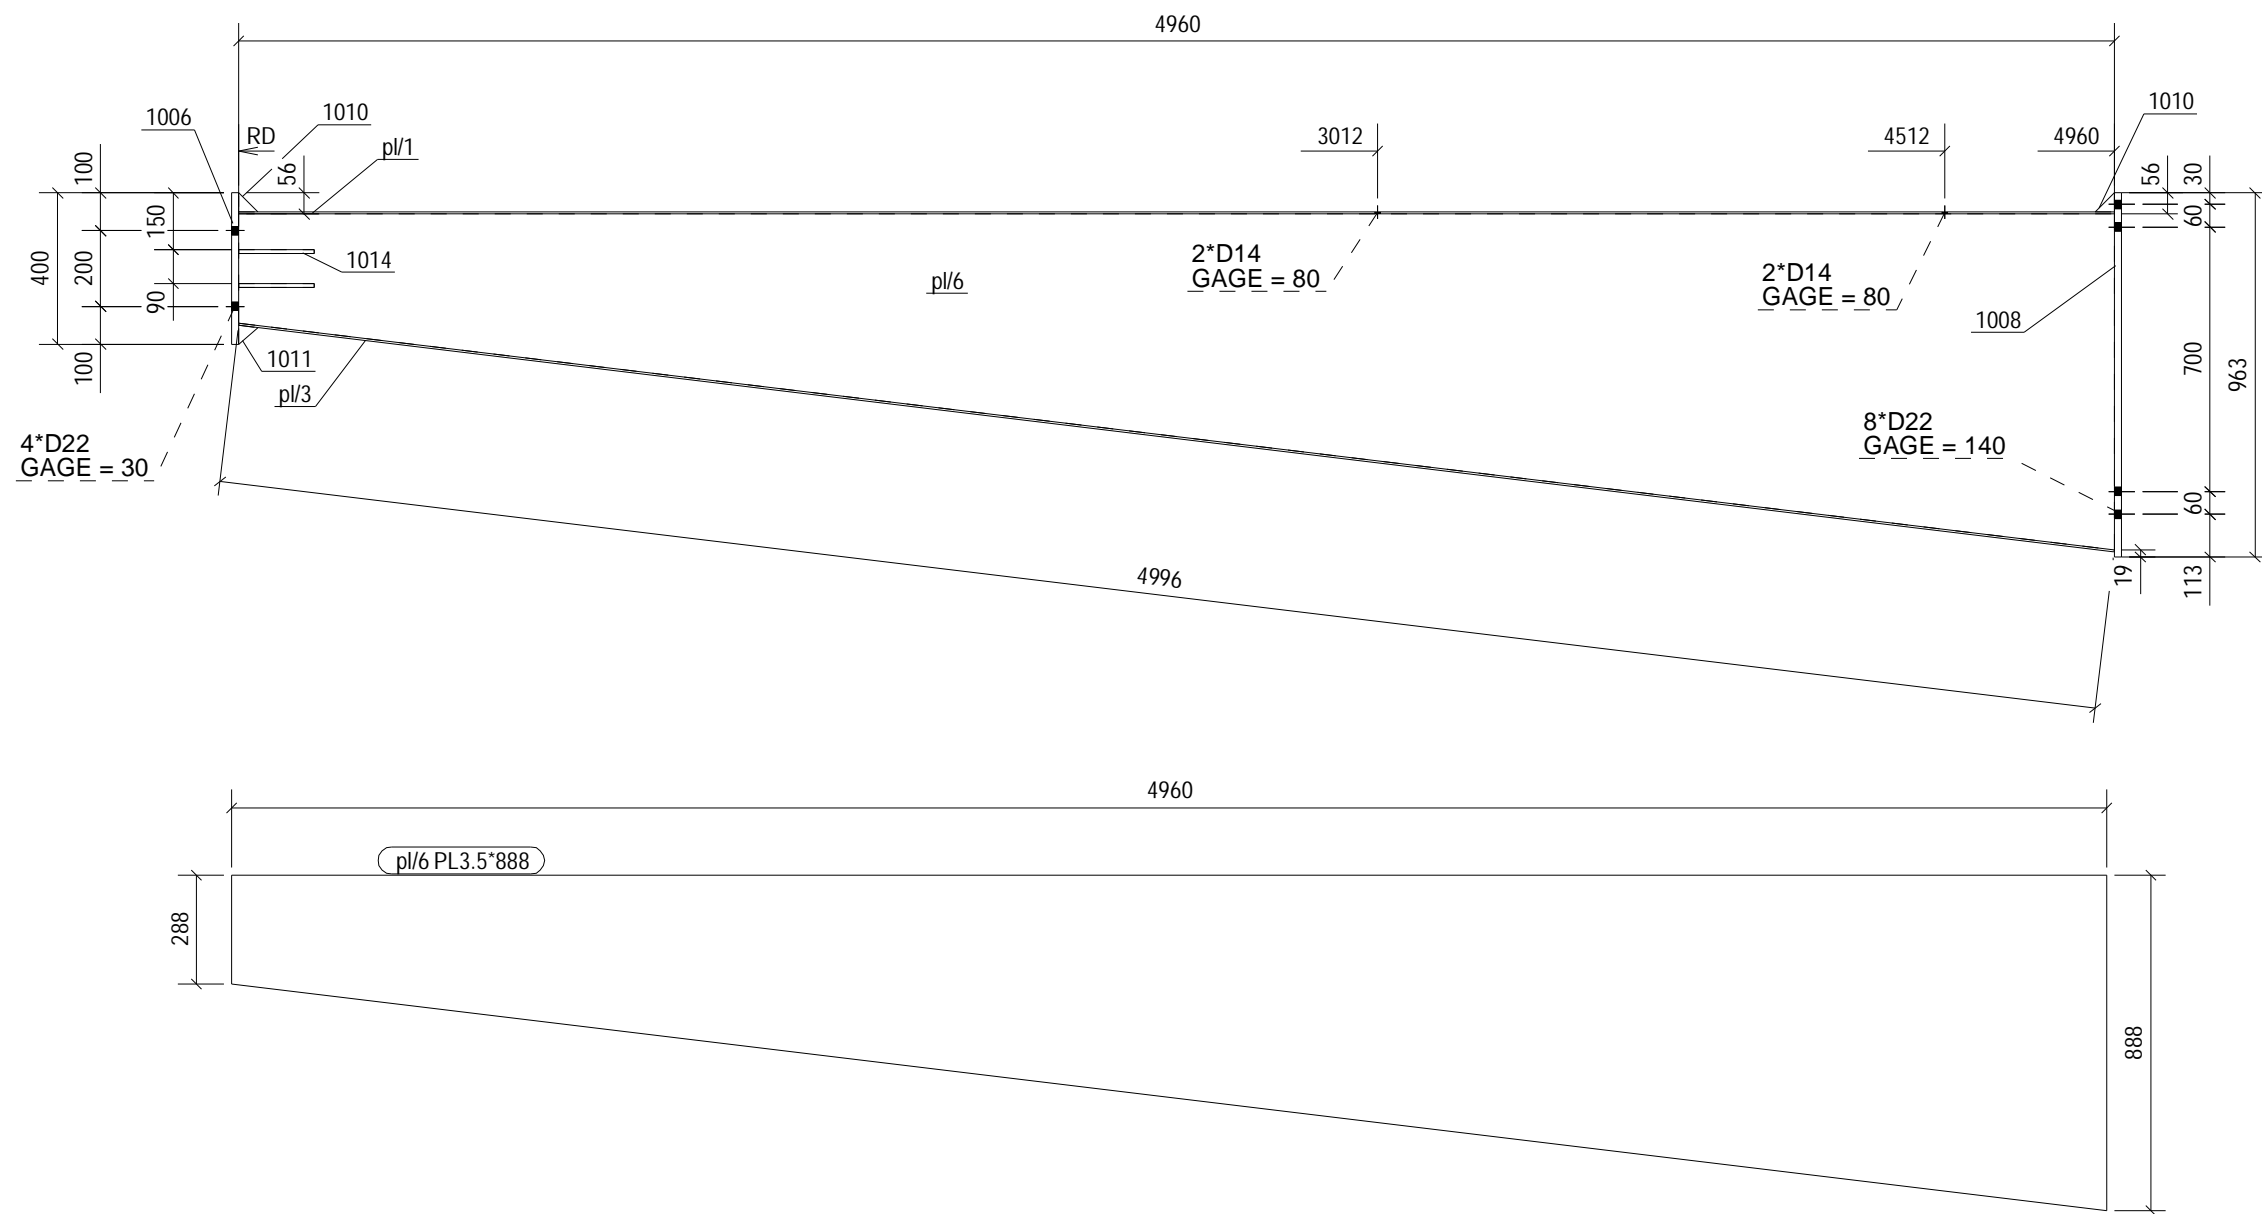 4960
1006
1010
RD
pl/1
3012
4512
4960
1010
100
150
56
56
30
400
200
90
60
1014
2*D14
GAGE = 80
2*D14
GAGE = 80
pl/6
1008
100
1011
pl/3
700
963
4*D22
GAGE = 30
8*D22
GAGE = 140
60
4996
19
113
4960
pl/6 PL3.5*888
288
888